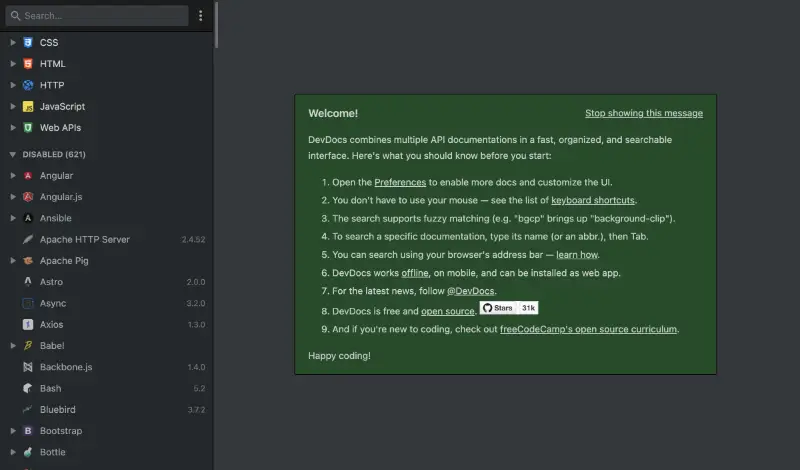 Search...
CSS
HTML
HTTP
JavaScript
Web APIs
DISABLED (621)
Angular
Angular.js
Ansible
Apache HTTP Server 2.4.52
Apache Pig
Astro 2.0.0
Async 3.2.0
Axios 1.3.0
Babel
Backbone.js 1.4.0
Bash 5.2
Bluebird 3.7.2
Bootstrap
Bottle
Welcome! Stop showing this message
DevDocs combines multiple API documentations in a fast, organized, and searchable
interface. Here's what you should know before you start:
1. Open the Preferences to enable more docs and customize the UI.
2. You don't have to use your mouse — see the list of keyboard shortcuts.
3. The search supports fuzzy matching (e.g. "bgcp" brings up "background-clip").
4. To search a specific documentation, type its name (or an abbr.), then Tab.
5. You can search using your browser's address bar — learn how.
6. DevDocs works offline, on mobile, and can be installed as web app.
7. For the latest news, follow @DevDocs.
8. DevDocs is free and open source. Stars 31k
9. And if you're new to coding, check out freeCodeCamp's open source curriculum.
Happy coding!